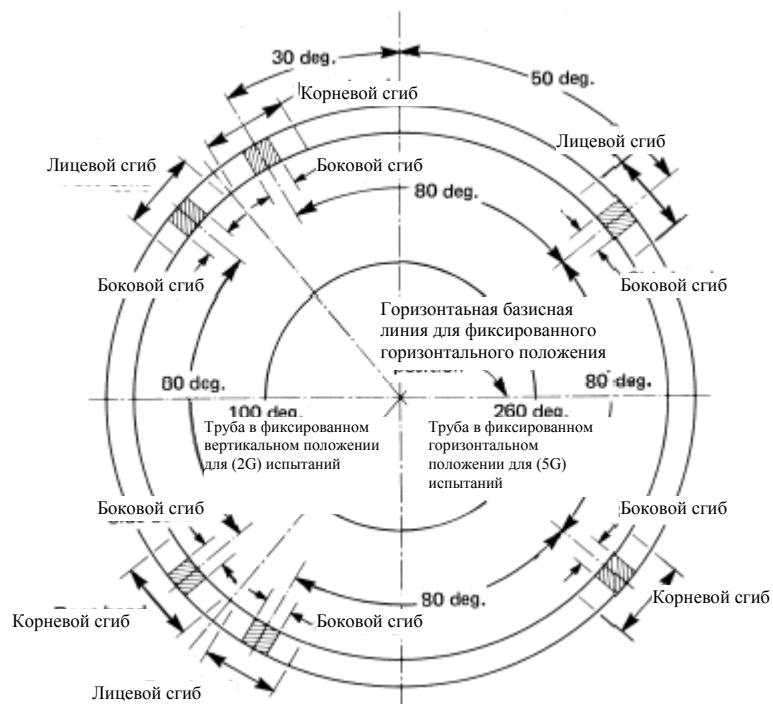 30 deg.
50 deg.
Корневой сгиб
Лицевой сгиб
Лицевой сгиб
Боковой сгиб
80 deg.
Боковой сгиб
Боковой сгиб
Горизонтаьная базисная
линия для фиксированного
горизонтального положения
80 deg.
80 deg.
100 deg.
260 deg.
Труба в фиксированном
вертикальном положении
для (2G) испытаний
Труба в фиксированном
горизонтальном
положении для (5G)
испытаний
Боковой сгиб
Боковой сгиб
80 deg.
Корневой сгиб
Корневой сгиб
Боковой сгиб
Лицевой сгиб